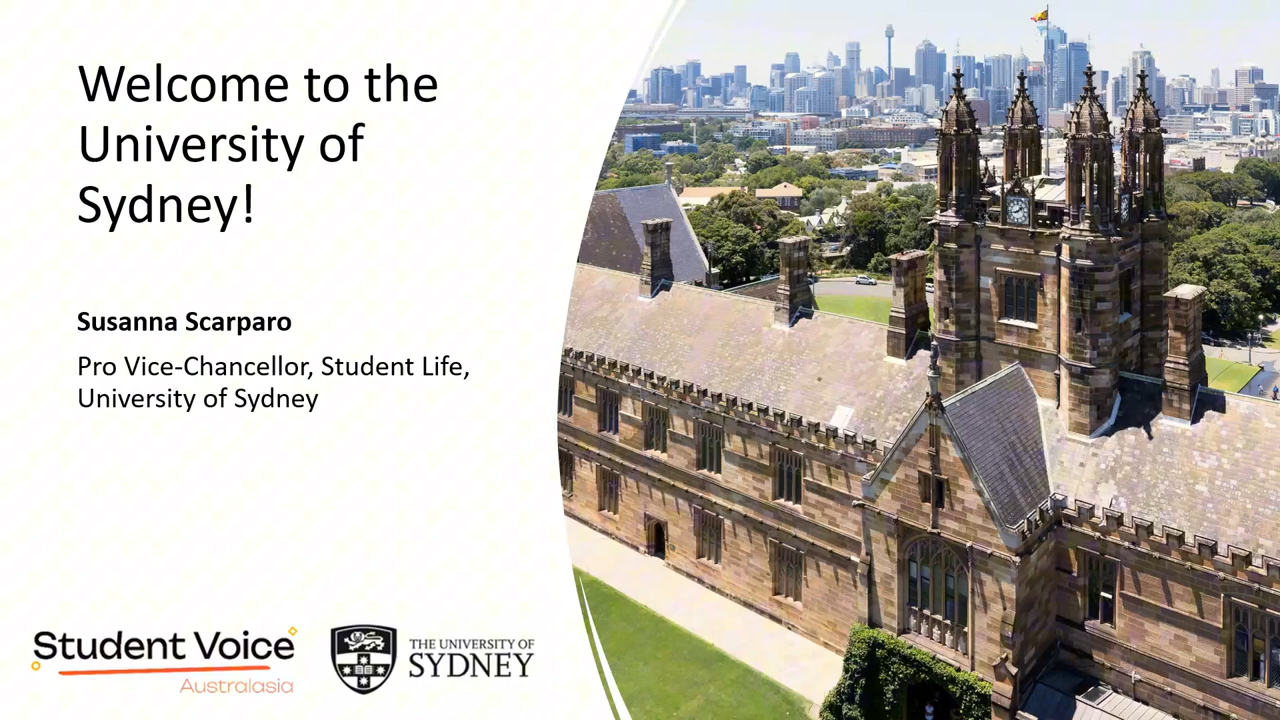 Welcome to the
University of
Sydney!
Susanna Scarparo
Pro Vice-Chancellor, Student Life,
University of Sydney
Student Voice
Australasia
THE UNIVERSITY OF
SYDNEY